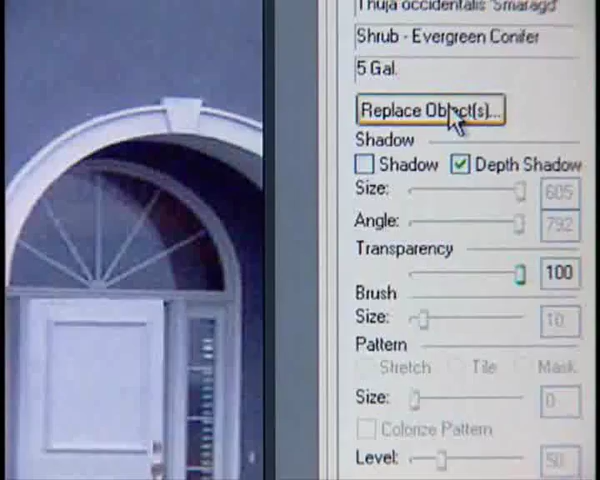 Thuja occidentalis 'Smaragd'
Shrub - Evergreen Conifer
5 Gal.
Replace Object(s)...
Shadow
Shadow Depth Shadow
Size: 605
Angle: 792
Transparency
100
Brush
Size: 10
Pattern
Stretch Tile Mask
Size: 0
Colorize Pattern
Level: 50